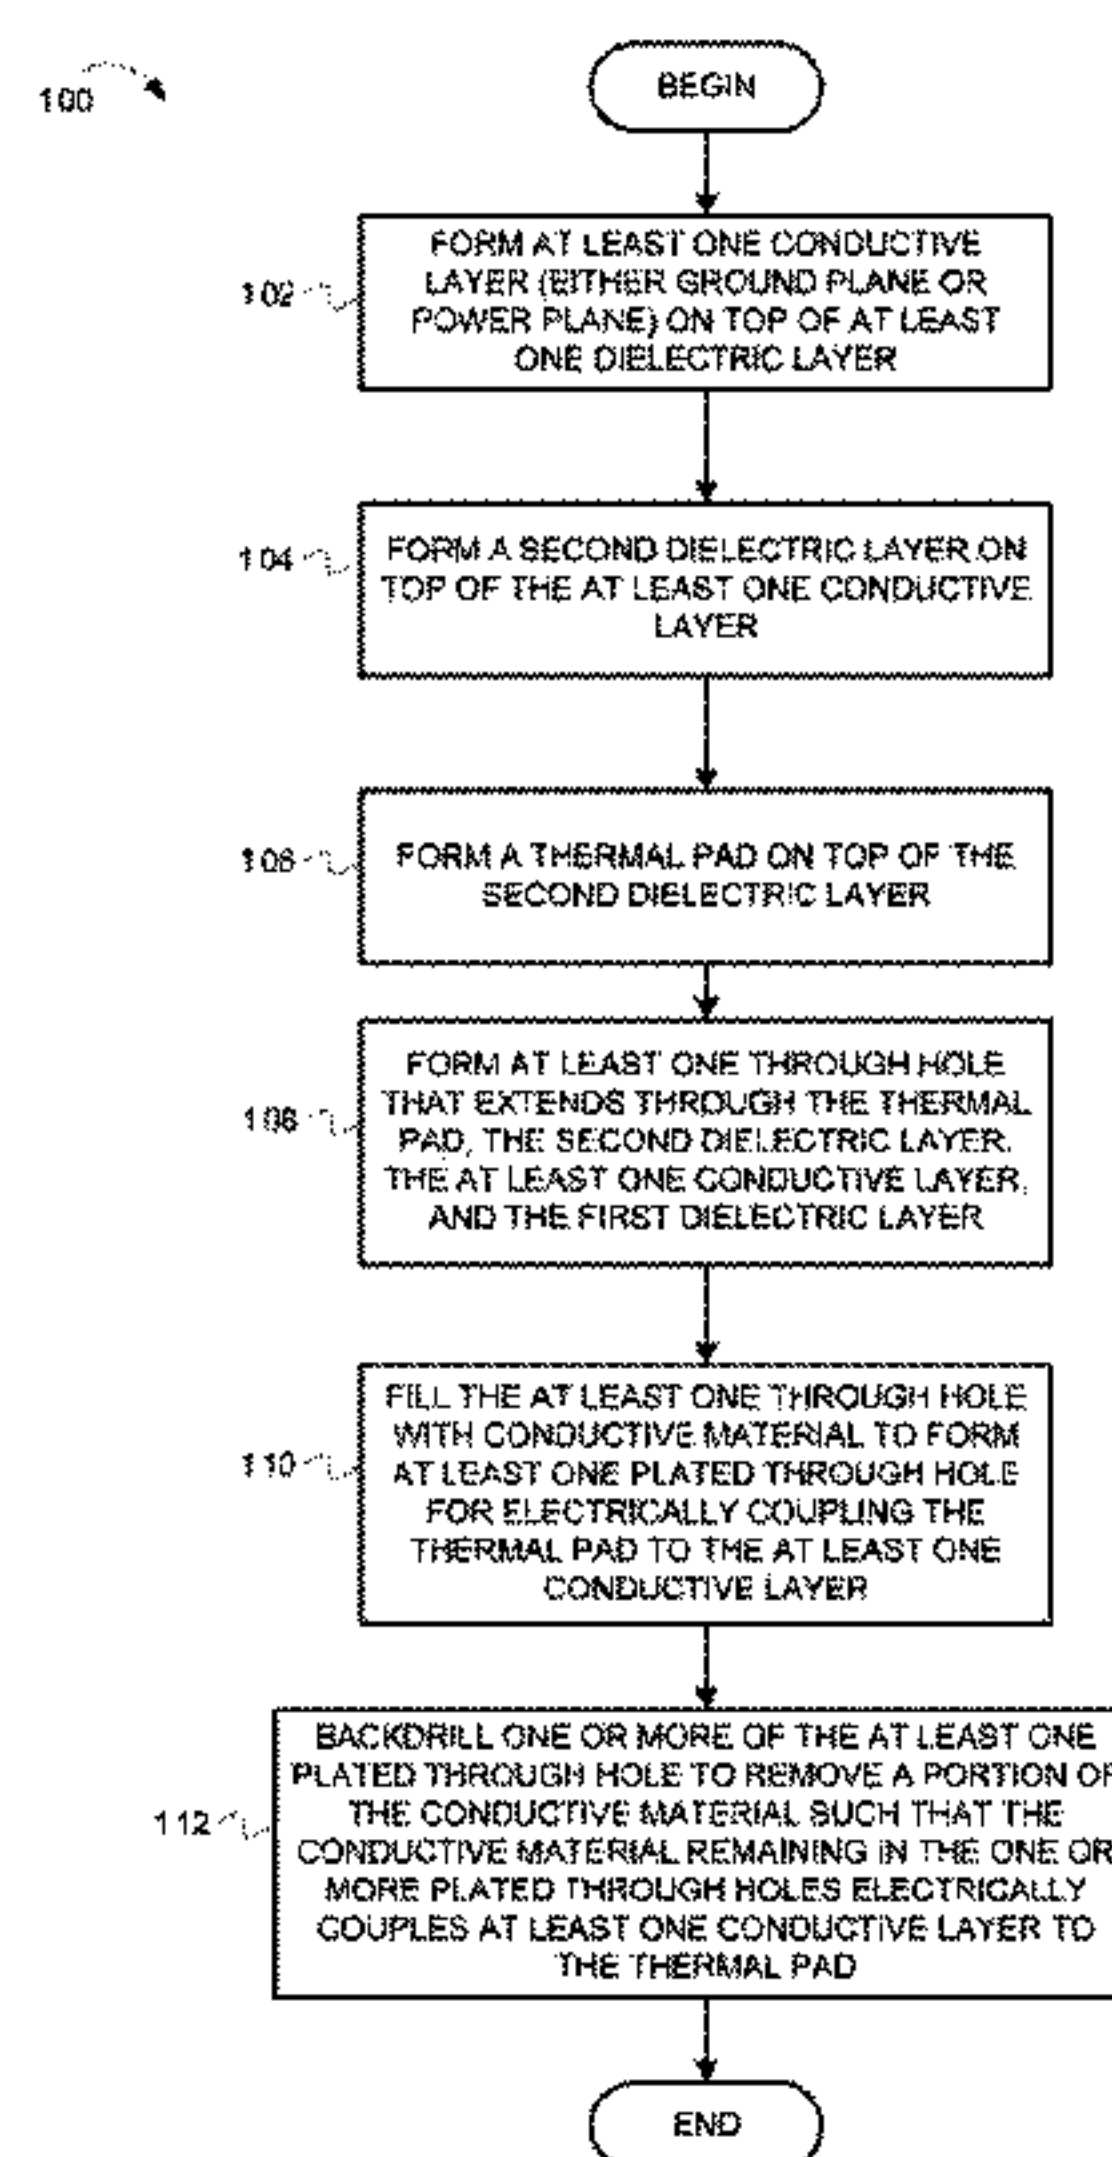 100
BEGIN
102
FORM AT LEAST ONE CONDUCTIVE
LAYER (EITHER GROUND PLANE OR
POWER PLANE) ON TOP OF AT LEAST
ONE DIELECTRIC LAYER
104
FORM A SECOND DIELECTRIC LAYER ON
TOP OF THE AT LEAST ONE CONDUCTIVE
LAYER
106
FORM A THERMAL PAD ON TOP OF THE
SECOND DIELECTRIC LAYER
108
FORM AT LEAST ONE THROUGH HOLE
THAT EXTENDS THROUGH THE THERMAL
PAD, THE SECOND DIELECTRIC LAYER,
THE AT LEAST ONE CONDUCTIVE LAYER,
AND THE FIRST DIELECTRIC LAYER
110
FILL THE AT LEAST ONE THROUGH HOLE
WITH CONDUCTIVE MATERIAL TO FORM
AT LEAST ONE PLATED THROUGH HOLE
FOR ELECTRICALLY COUPLING THE
THERMAL PAD TO THE AT LEAST ONE
CONDUCTIVE LAYER
112
BACKDRILL ONE OR MORE OF THE AT LEAST ONE
PLATED THROUGH HOLE TO REMOVE A PORTION OF
THE CONDUCTIVE MATERIAL SUCH THAT THE
CONDUCTIVE MATERIAL REMAINING IN THE ONE OR
MORE PLATED THROUGH HOLES ELECTRICALLY
COUPLES AT LEAST ONE CONDUCTIVE LAYER TO
THE THERMAL PAD
END